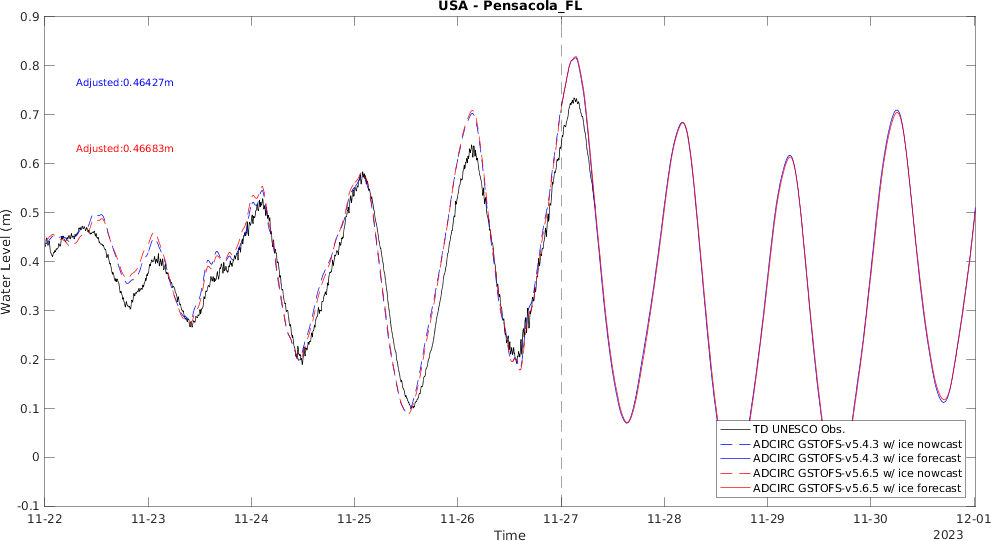 USA - Pensacola_FL
0.9
0.8
0.7
0.6
0.5
0.4
0.3
0.2
0.1
0
-0.1
Water Level (m)
Adjusted:0.46427m
Adjusted:0.46683m
TD UNESCO Obs.
ADCIRC GSTOFS-v5.4.3 w/ ice nowcast
ADCIRC GSTOFS-v5.4.3 w/ ice forecast
ADCIRC GSTOFS-v5.6.5 w/ ice nowcast
ADCIRC GSTOFS-v5.6.5 w/ ice forecast
11-22 11-23 11-24 11-25 11-26 11-27 11-28 11-29 11-30 12-01
Time 2023